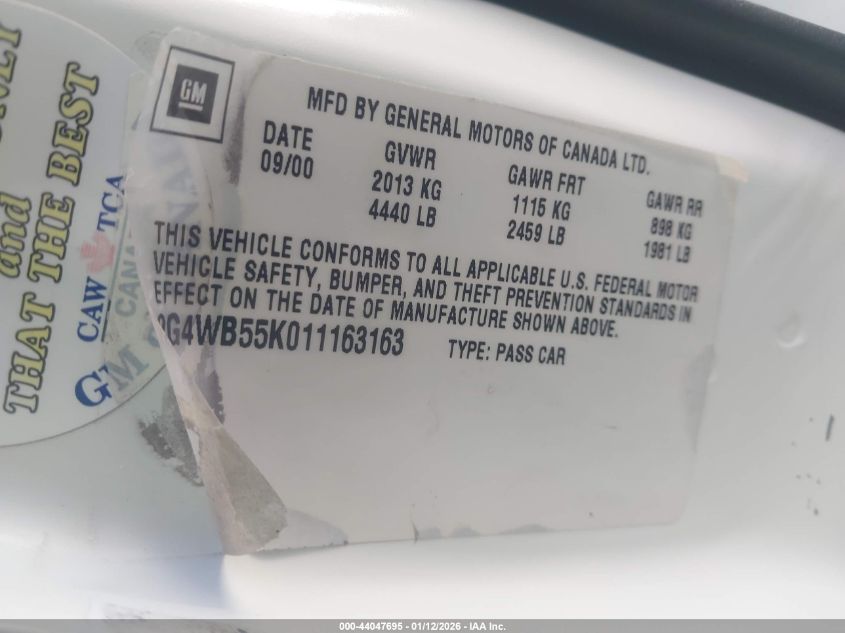 and
THAT THE BEST
CAW TCA
GM
CANA
GM
MFD BY GENERAL MOTORS OF CANADA LTD.
DATE GVWR GAWR FRT GAWR RR
09/00 2013 KG 1115 KG 898 KG
4440 LB 2459 LB 1981 LB
THIS VEHICLE CONFORMS TO ALL APPLICABLE U.S. FEDERAL MOTOR
VEHICLE SAFETY, BUMPER, AND THEFT PREVENTION STANDARDS IN
EFFECT ON THE DATE OF MANUFACTURE SHOWN ABOVE.
G4WB55K011163163 TYPE: PASS CAR
000-44047695 - 01/12/2026 - IAA Inc.